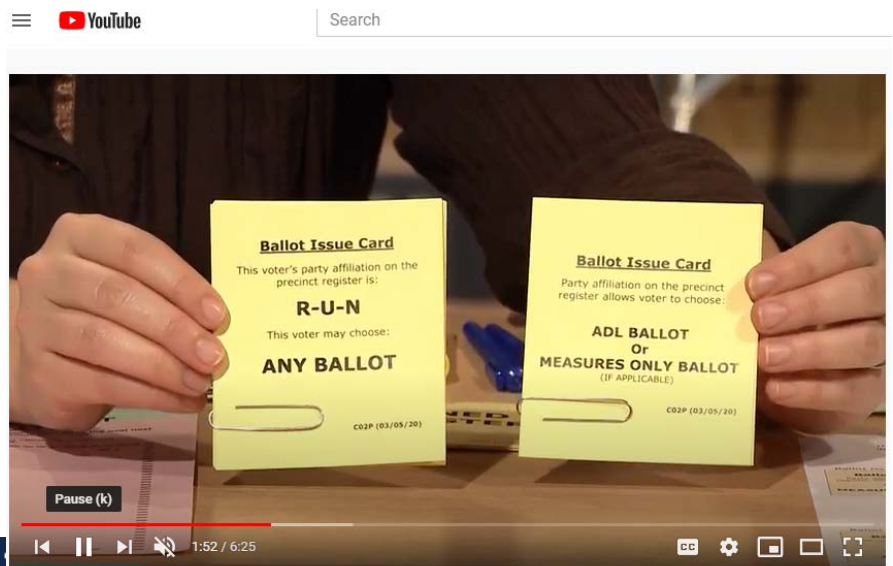 YouTube
Search
Ballot Issue Card
This voter's party affiliation on the
precinct register is:
R-U-N
This voter may choose:
ANY BALLOT
C02P (03/05/20)
Ballot Issue Card
Party affiliation on the precinct
register allows voter to choose:
ADL BALLOT
Or
MEASURES ONLY BALLOT
(IF APPLICABLE)
C02P (03/05/20)
Pause (k)
1:52 / 6:25
CC